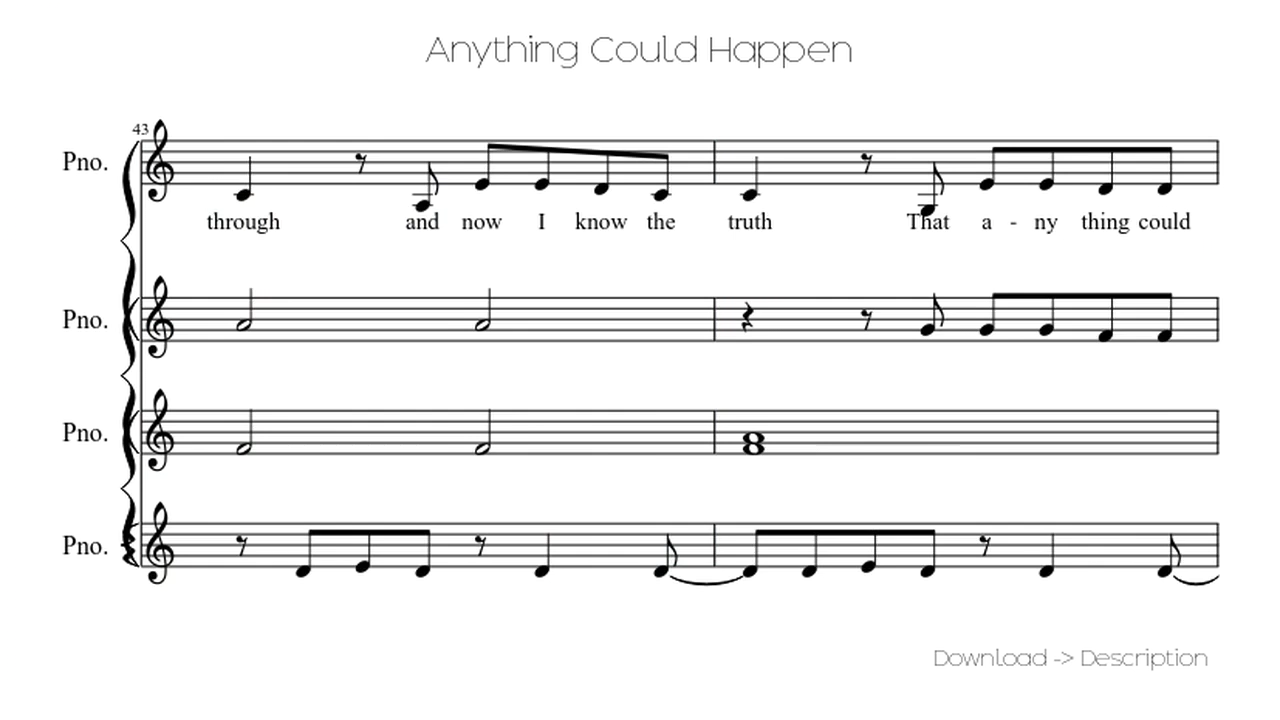 Anything Could Happen
43
Pno.
through and now I know the truth That a - ny thing could
Pno.
Pno.
Pno.
Download -> Description